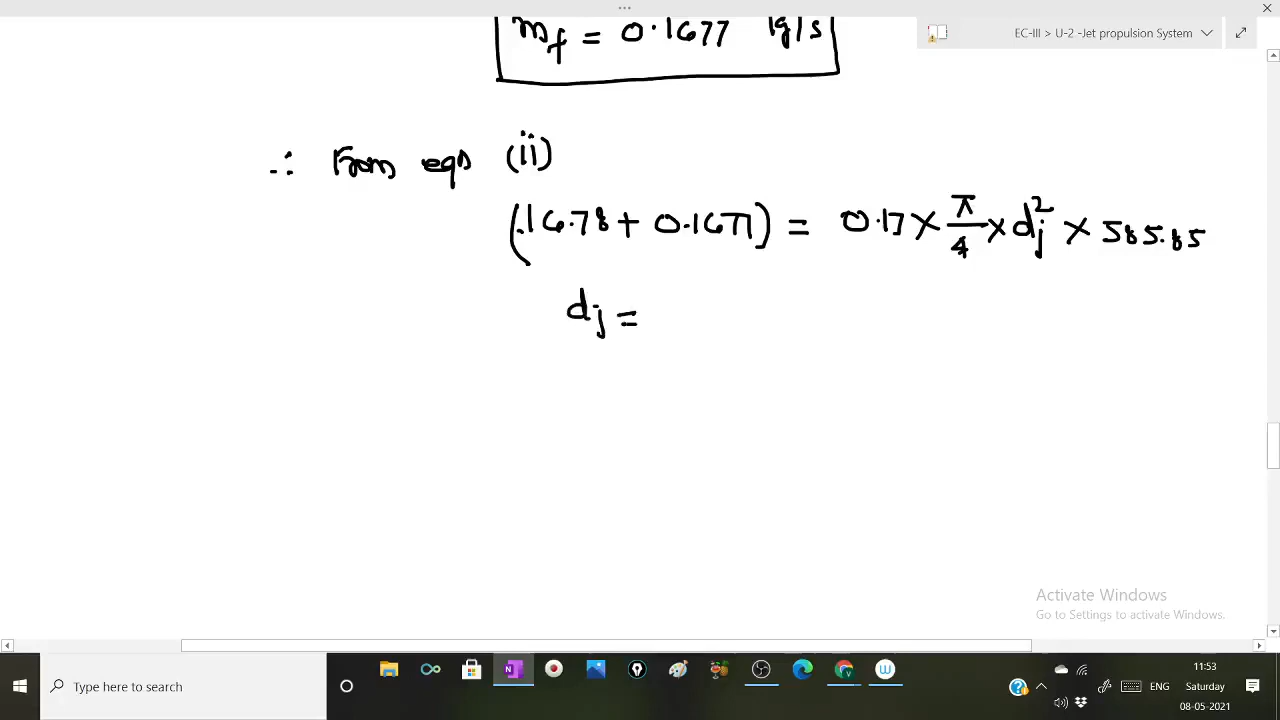 EC-III > U-2 -Jet propulsion System
mf = 0.1677 kg/s
∴ From eqn (ii)
(16.78 + 0.1677) = 0.17 × π/4 × dj² × 585.85
dj =
Activate Windows
Go to Settings to activate Windows.
Type here to search
ENG
11:53
Saturday
08-05-2021